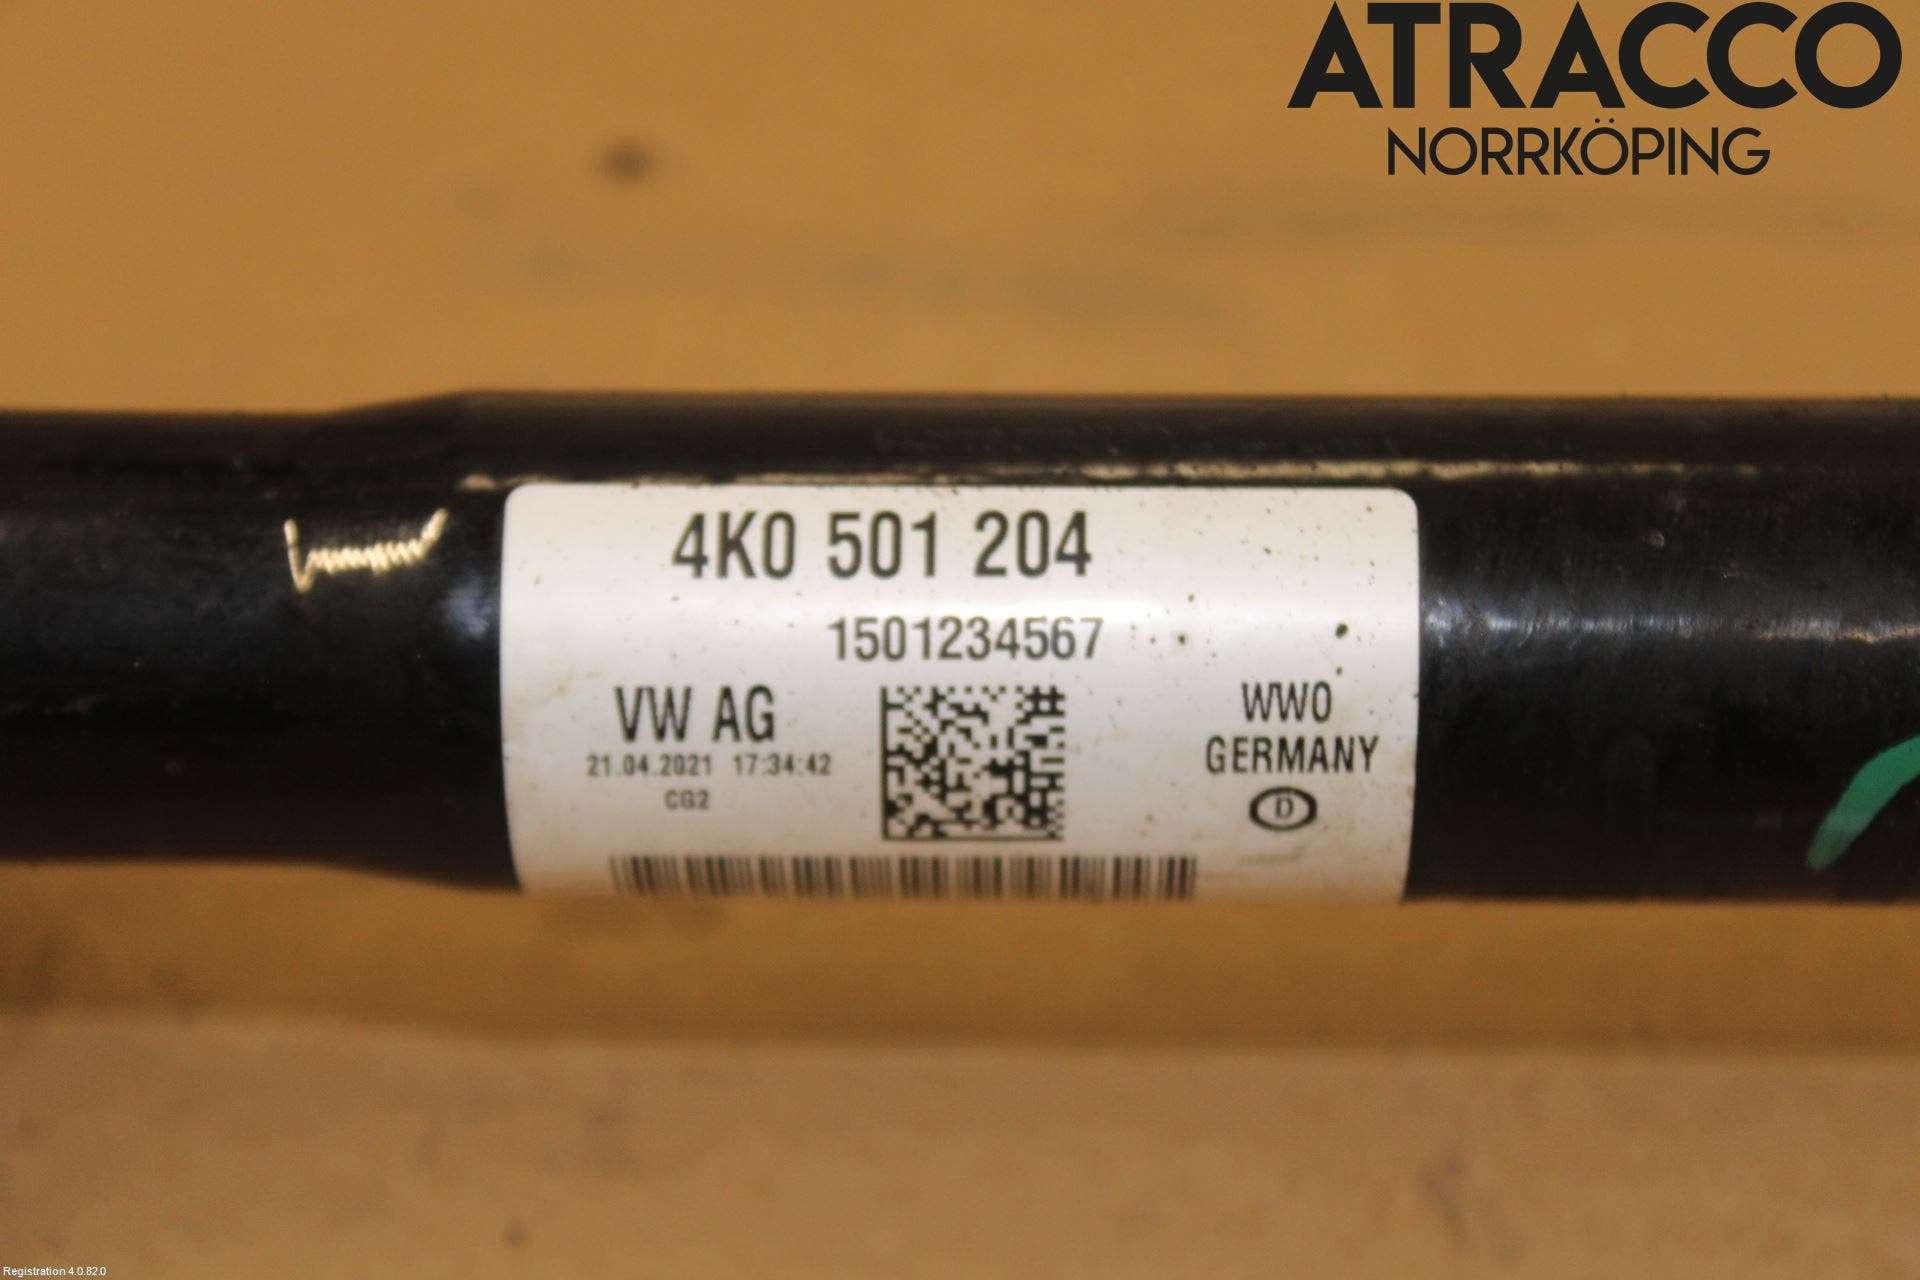 ATRACCO
NORRKÖPING
4K0 501 204
1501234567
VW AG
21.04.2021 17:34:42
CG2
WW0
GERMANY
D
Registration 4.0.82.0